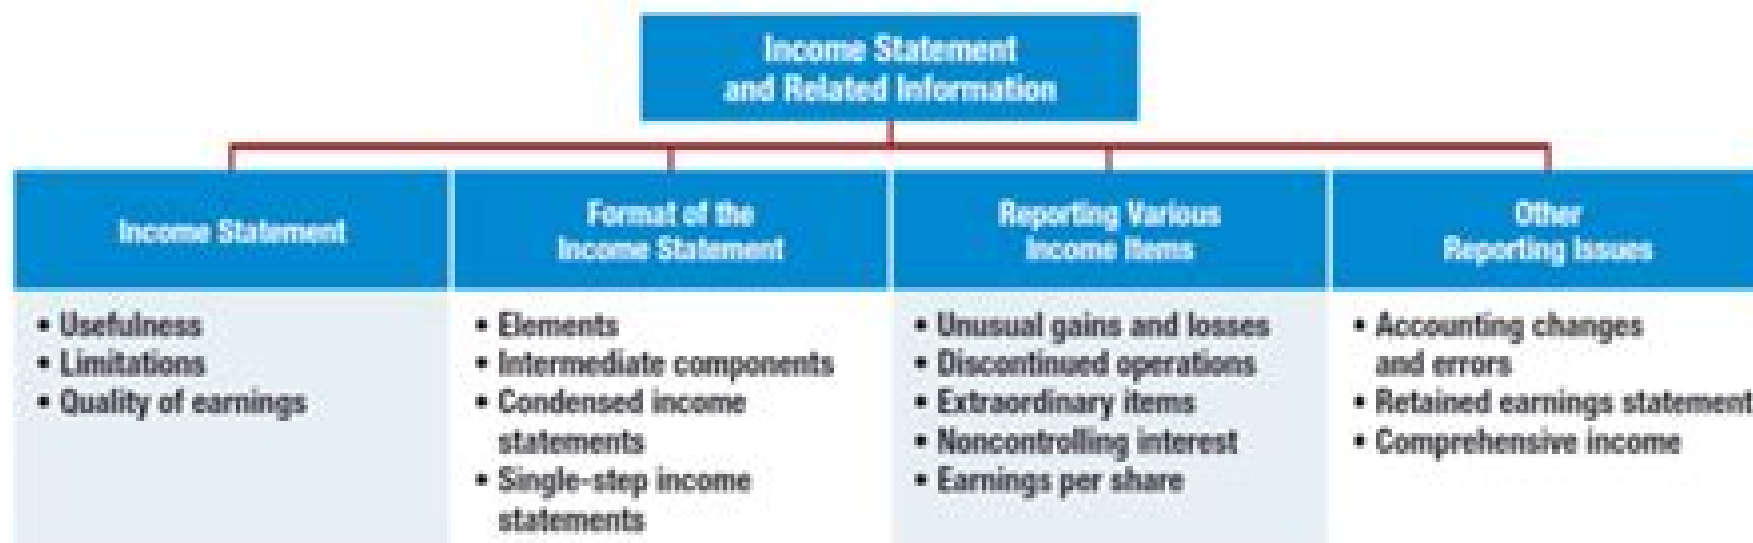 Income Statement
and Related Information
Income Statement
Format of the
Income Statement
Reporting Various
Income Items
Other
Reporting Issues
• Usefulness
• Limitations
• Quality of earnings
• Elements
• Intermediate components
• Condensed income
statements
• Single-step income
statements
• Unusual gains and losses
• Discontinued operations
• Extraordinary items
• Noncontrolling interest
• Earnings per share
• Accounting changes
and errors
• Retained earnings statement
• Comprehensive income